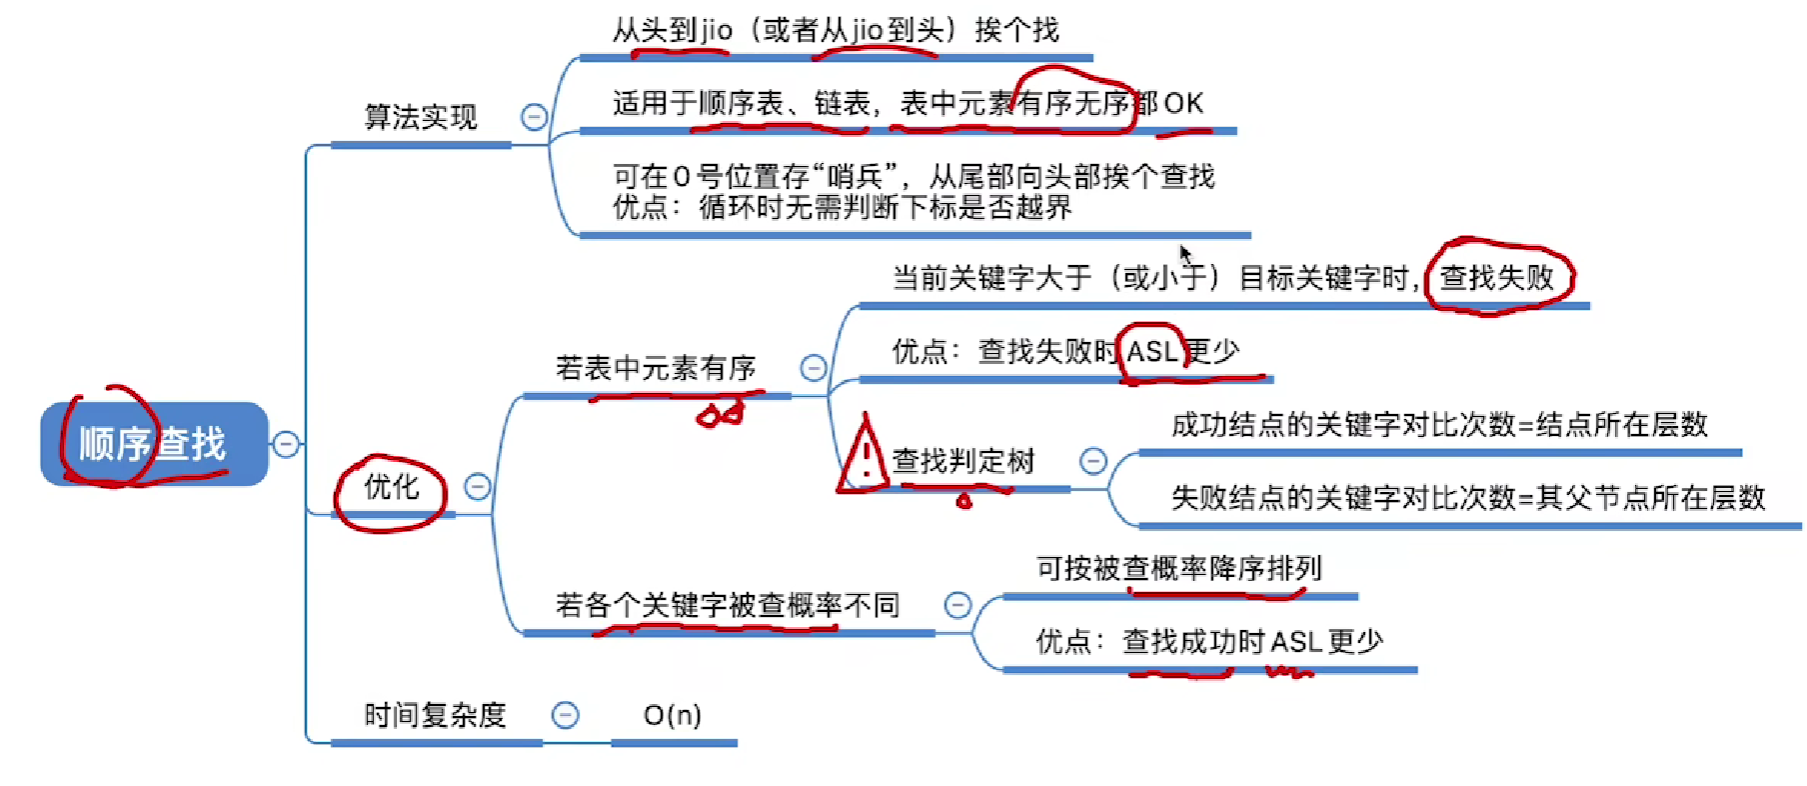 顺序查找
算法实现
从头到jio（或者从jio到头）挨个找
适用于顺序表、链表，表中元素有序无序都OK
可在0号位置存“哨兵”，从尾部向头部挨个查找
优点：循环时无需判断下标是否越界
优化
若表中元素有序
当前关键字大于（或小于）目标关键字时，查找失败
优点：查找失败时ASL更少
查找判定树
成功结点的关键字对比次数=结点所在层数
失败结点的关键字对比次数=其父节点所在层数
若各个关键字被查概率不同
可按被查概率降序排列
优点：查找成功时ASL更少
时间复杂度
O(n)